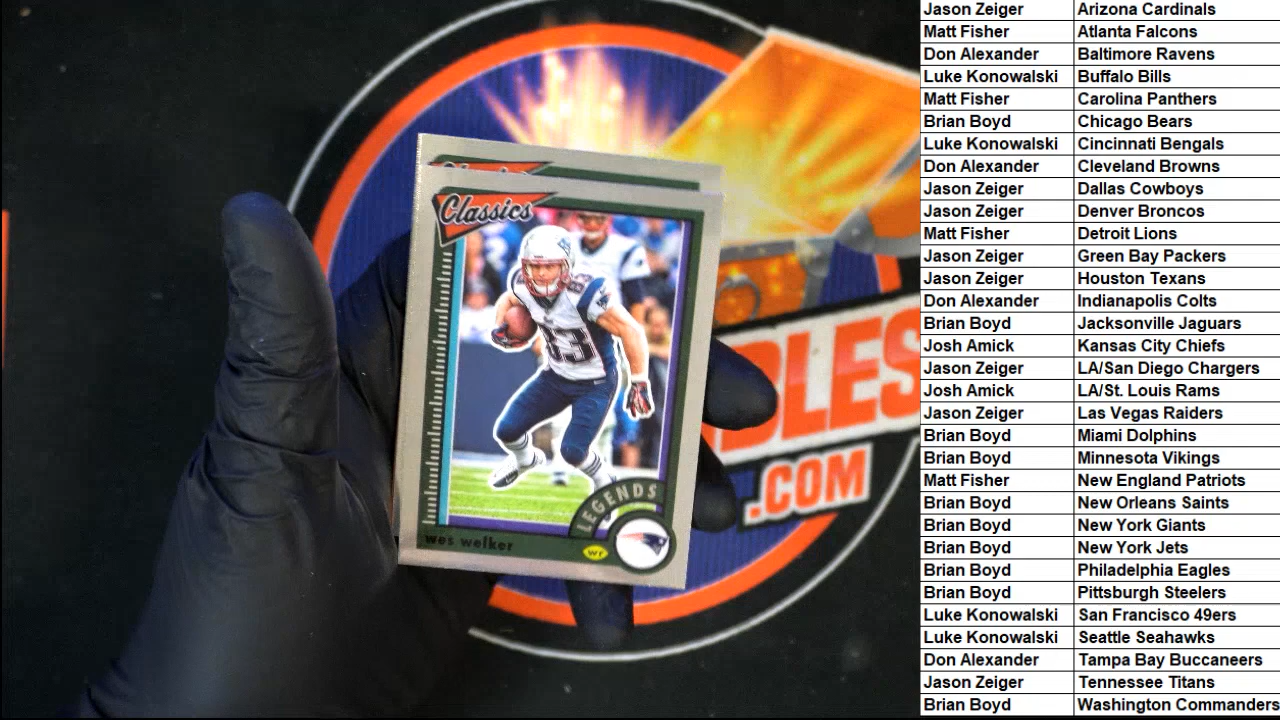 Classics
Classics
83
LEGENDS
wes welker
wr
BLES
.COM
Jason Zeiger Arizona Cardinals
Matt Fisher Atlanta Falcons
Don Alexander Baltimore Ravens
Luke Konowalski Buffalo Bills
Matt Fisher Carolina Panthers
Brian Boyd Chicago Bears
Luke Konowalski Cincinnati Bengals
Don Alexander Cleveland Browns
Jason Zeiger Dallas Cowboys
Jason Zeiger Denver Broncos
Matt Fisher Detroit Lions
Jason Zeiger Green Bay Packers
Jason Zeiger Houston Texans
Don Alexander Indianapolis Colts
Brian Boyd Jacksonville Jaguars
Josh Amick Kansas City Chiefs
Jason Zeiger LA/San Diego Chargers
Josh Amick LA/St. Louis Rams
Jason Zeiger Las Vegas Raiders
Brian Boyd Miami Dolphins
Brian Boyd Minnesota Vikings
Matt Fisher New England Patriots
Brian Boyd New Orleans Saints
Brian Boyd New York Giants
Brian Boyd New York Jets
Brian Boyd Philadelphia Eagles
Brian Boyd Pittsburgh Steelers
Luke Konowalski San Francisco 49ers
Luke Konowalski Seattle Seahawks
Don Alexander Tampa Bay Buccaneers
Jason Zeiger Tennessee Titans
Brian Boyd Washington Commanders